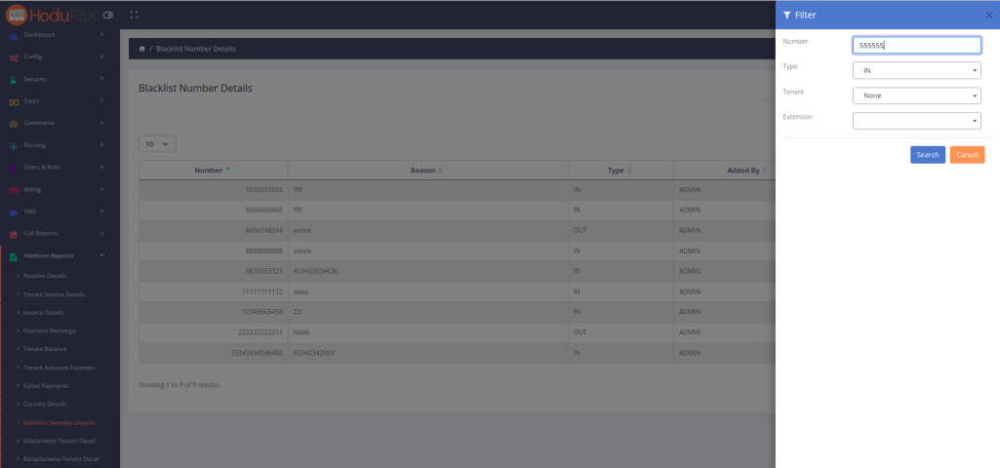 HoduPBX
Dashboard
Config
Security
Costs
Commerce
Routing
Users & Role
Billing
SMS
Call Reports
Platform Reports
Reseller Details
Tenant Service Details
Invoice Details
Payment Recharge
Tenant Balance
Tenant Advance Payment
Failed Payments
Country Details
Blacklist Number Details
Billplanwise Tenant Detail
Rateplanwise Tenant Detail
/ Blacklist Number Details
Blacklist Number Details
10
Number Reason Type Added By
5555555555 ffff IN ADMIN
6666666666 ffff IN ADMIN
8456748544 ashok OUT ADMIN
8888888888 ashok IN ADMIN
9876553325 423453534636 IN ADMIN
11111111112 aaaa IN ADMIN
12345665456 23 IN ADMIN
222222222211 bbbb OUT ADMIN
33243434546456 IN ADMIN
Showing 1 to 9 of 9 results.
Filter
Number 555555
Type IN
Tenant None
Extension
Search Cancel